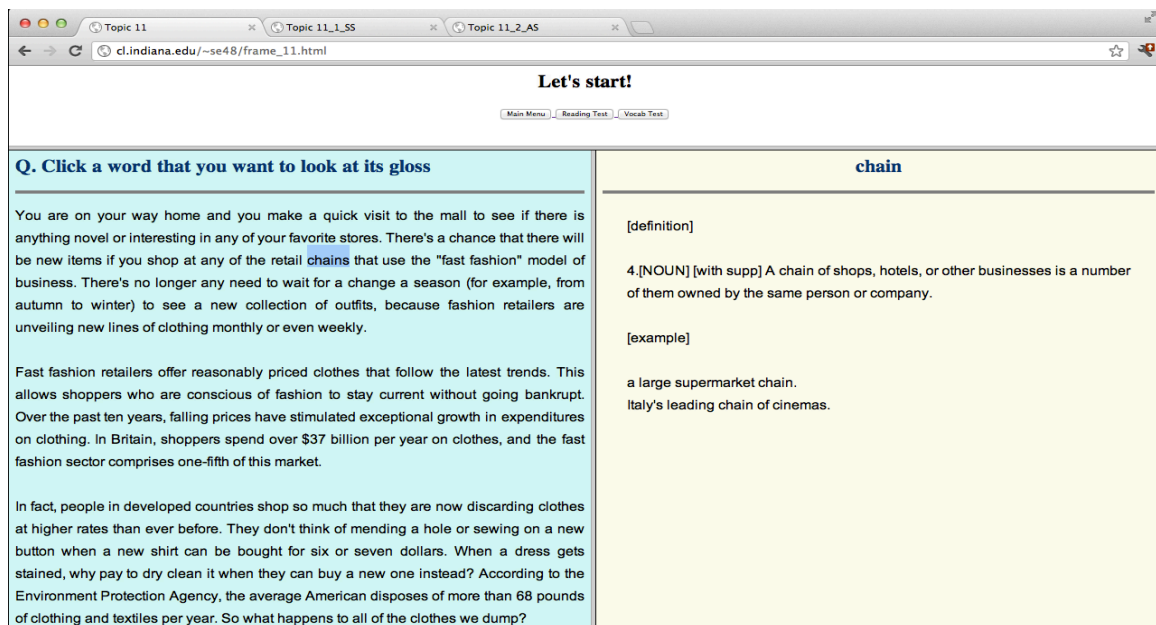 Topic 11
Topic 11_1_SS
Topic 11_2_AS
cl.indiana.edu/~se48/frame_11.html
Let's start!
Main Menu Reading Test Vocab Test
Q. Click a word that you want to look at its gloss
You are on your way home and you make a quick visit to the mall to see if there is
anything novel or interesting in any of your favorite stores. There's a chance that there will
be new items if you shop at any of the retail chains that use the "fast fashion" model of
business. There's no longer any need to wait for a change a season (for example, from
autumn to winter) to see a new collection of outfits, because fashion retailers are
unveiling new lines of clothing monthly or even weekly.
Fast fashion retailers offer reasonably priced clothes that follow the latest trends. This
allows shoppers who are conscious of fashion to stay current without going bankrupt.
Over the past ten years, falling prices have stimulated exceptional growth in expenditures
on clothing. In Britain, shoppers spend over $37 billion per year on clothes, and the fast
fashion sector comprises one-fifth of this market.
In fact, people in developed countries shop so much that they are now discarding clothes
at higher rates than ever before. They don't think of mending a hole or sewing on a new
button when a new shirt can be bought for six or seven dollars. When a dress gets
stained, why pay to dry clean it when they can buy a new one instead? According to the
Environment Protection Agency, the average American disposes of more than 68 pounds
of clothing and textiles per year. So what happens to all of the clothes we dump?
chain
[definition]
4.[NOUN] [with supp] A chain of shops, hotels, or other businesses is a number
of them owned by the same person or company.
[example]
a large supermarket chain.
Italy's leading chain of cinemas.